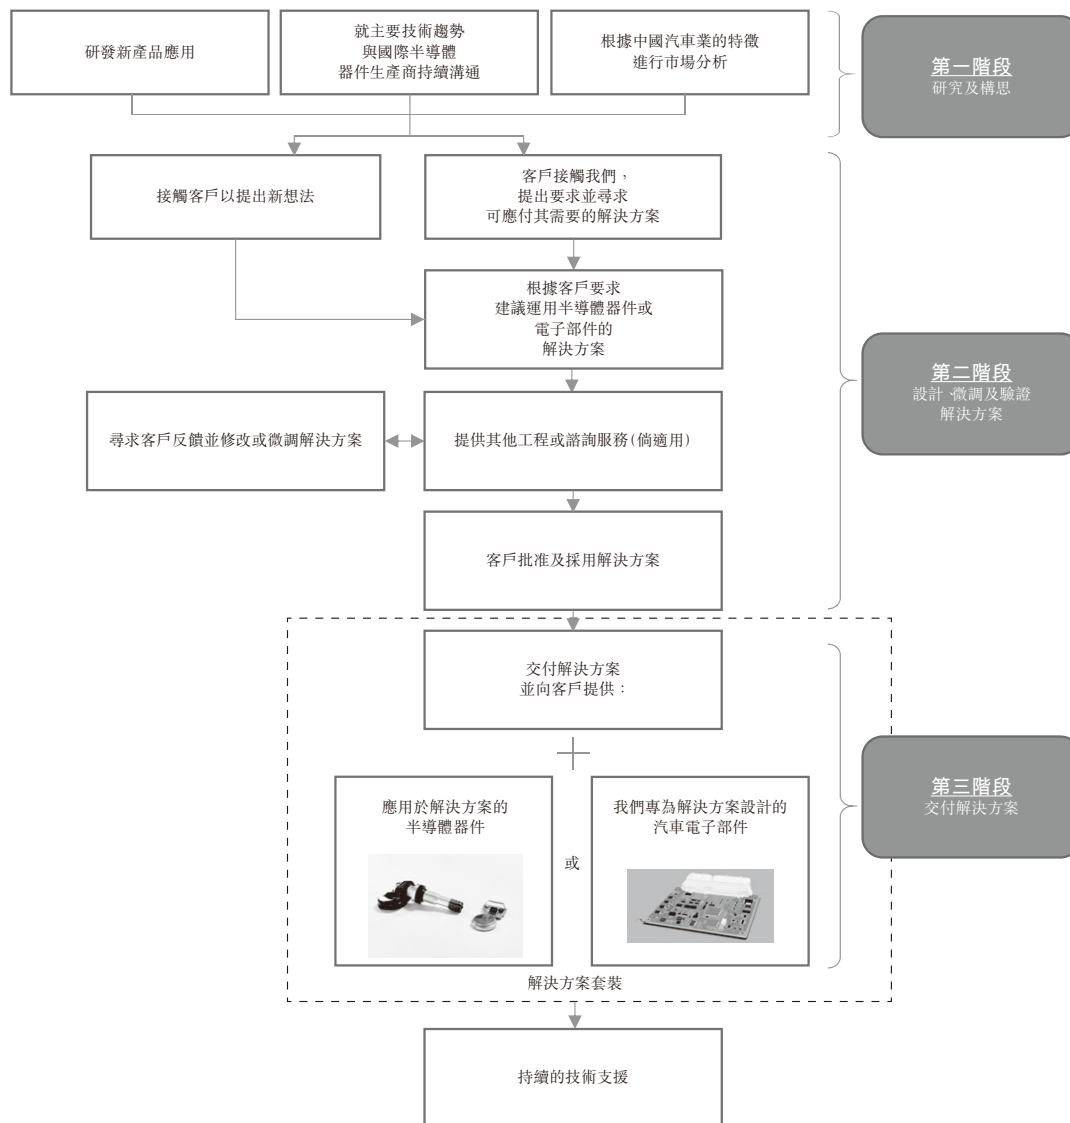 研發新產品應用
就主要技術趨勢
與國際半導體
器件生產商持續溝通
根據中國汽車業的特徵
進行市場分析
第一階段
研究及構思
接觸客戶以提出新想法
客戶接觸我們，
提出要求並尋求
可應付其需要的解決方案
根據客戶要求
建議運用半導體器件或
電子部件的
解決方案
第二階段
設計、微調及驗證
解決方案
尋求客戶反饋並修改或微調解決方案
提供其他工程或諮詢服務(倘適用)
客戶批准及採用解決方案
交付解決方案
並向客戶提供：
第三階段
交付解決方案
應用於解決方案的
半導體器件
或
我們專為解決方案設計的
汽車電子部件
解決方案套裝
持續的技術支援